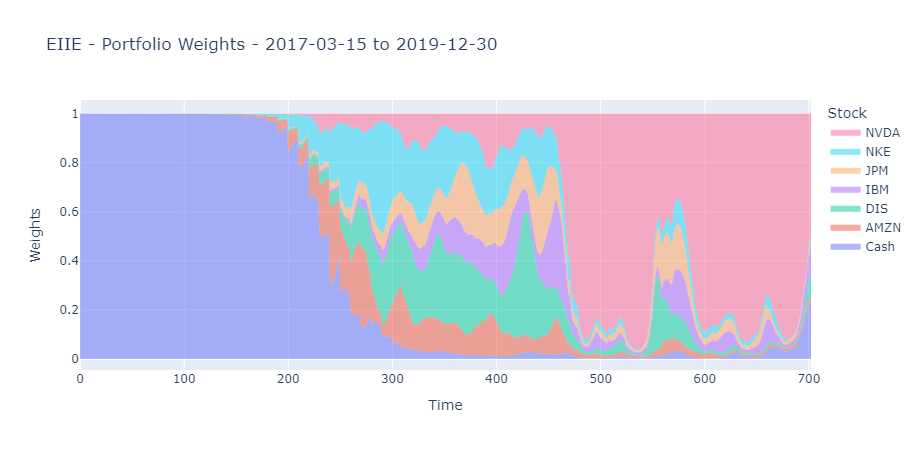 EIIE - Portfolio Weights - 2017-03-15 to 2019-12-30
Stock
NVDA
NKE
JPM
IBM
DIS
AMZN
Cash
Weights
1
0.8
0.6
0.4
0.2
0
0 100 200 300 400 500 600 700
Time